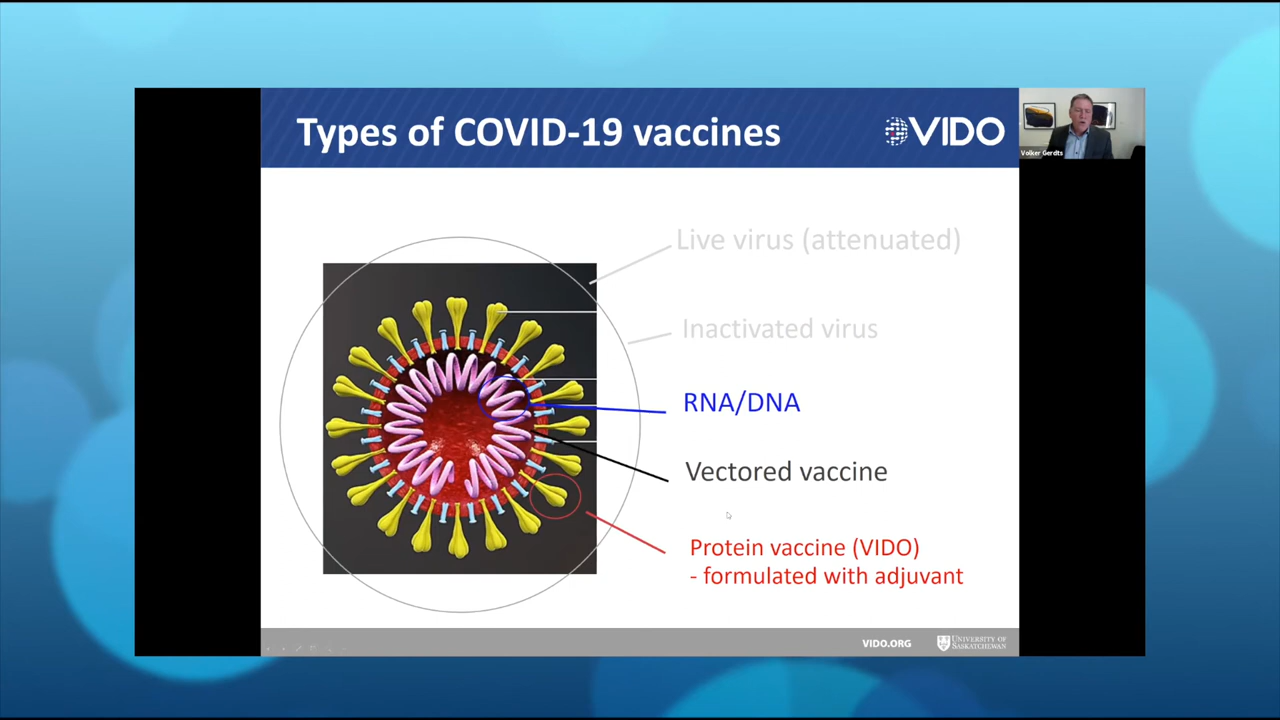 Types of COVID-19 vaccines
VIDO
Volker Gerdts
Live virus (attenuated)
Inactivated virus
RNA/DNA
Vectored vaccine
Protein vaccine (VIDO)
- formulated with adjuvant
VIDO.ORG
UNIVERSITY OF
SASKATCHEWAN